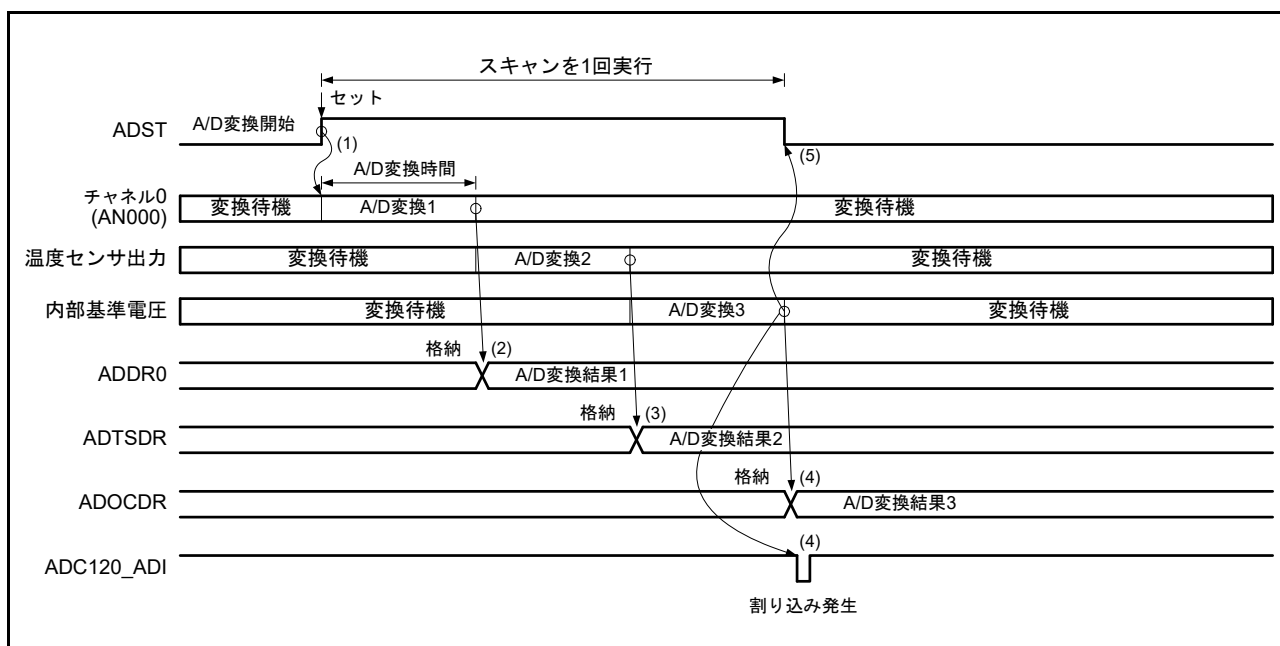 スキャンを1回実行
セット
ADST
A/D変換開始
(1)
(5)
A/D変換時間
チャネル0
(AN000)
変換待機
A/D変換1
変換待機
温度センサ出力
変換待機
A/D変換2
変換待機
内部基準電圧
変換待機
A/D変換3
変換待機
格納
(2)
ADDR0
A/D変換結果1
格納
(3)
ADTSDR
A/D変換結果2
格納
(4)
ADOCDR
A/D変換結果3
(4)
ADC120_ADI
割り込み発生